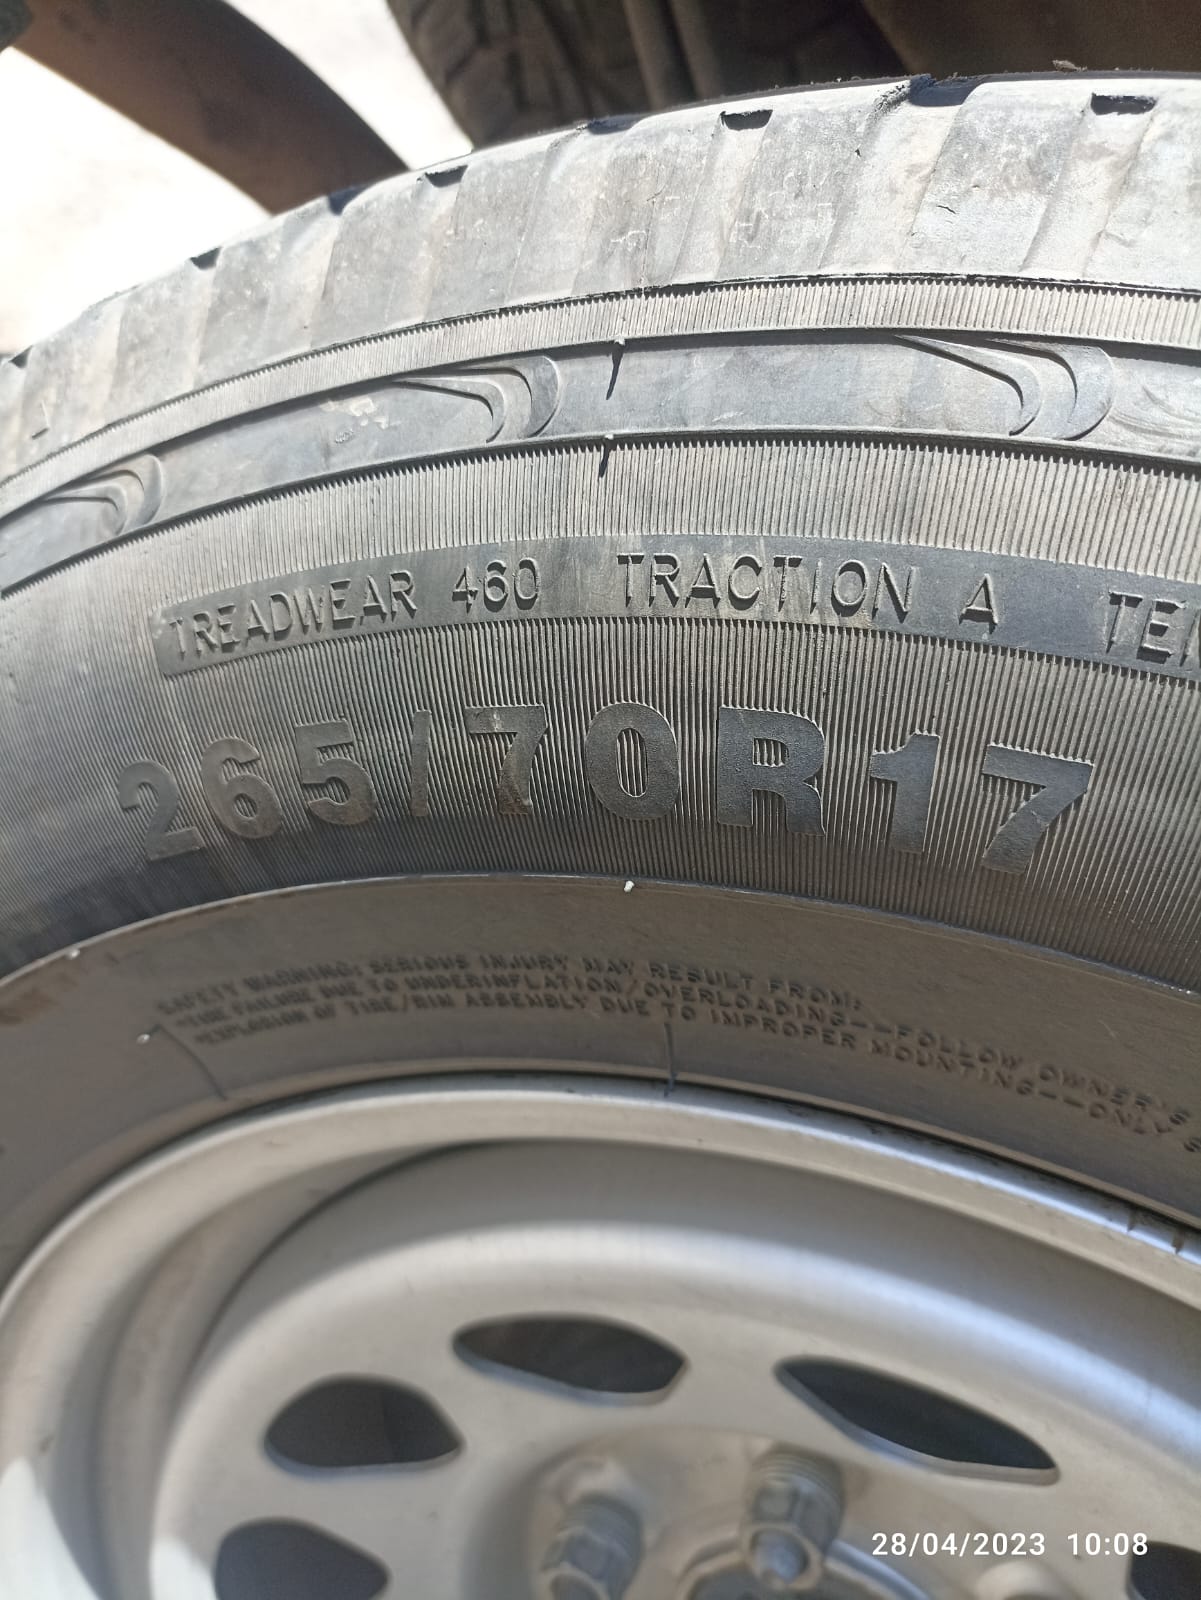 TREADWEAR 460 TRACTION A TE
265/70R17
SAFETY WARNING: SERIOUS INJURY MAY RESULT FROM:
*TIRE FAILURE DUE TO UNDERINFLATION/OVERLOADING--FOLLOW OWNER'S
*EXPLOSION OF TIRE/RIM ASSEMBLY DUE TO IMPROPER MOUNTING--ONLY S
28/04/2023 10:08